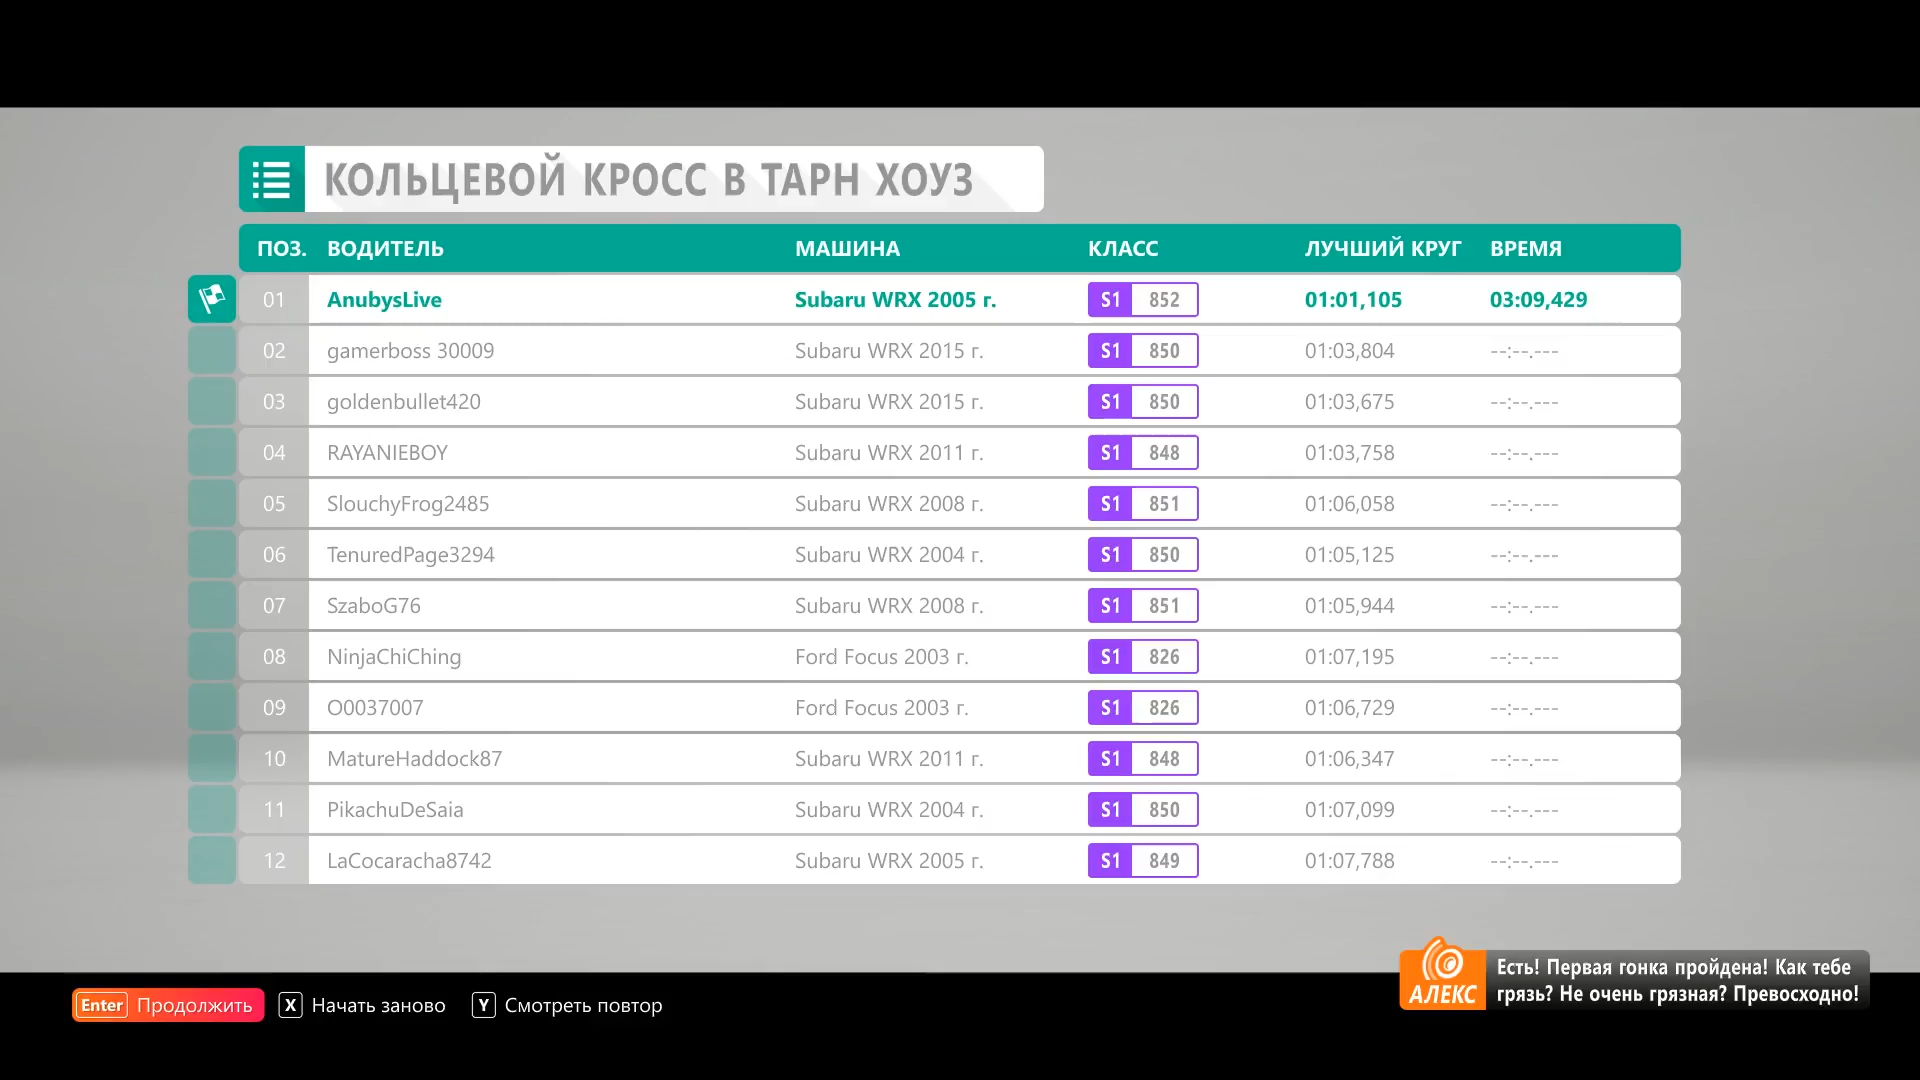 КОЛЬЦЕВОЙ КРОСС В ТАРН ХОУЗ
ПОЗ. ВОДИТЕЛЬ МАШИНА КЛАСС ЛУЧШИЙ КРУГ ВРЕМЯ
01 AnubysLive Subaru WRX 2005 г. S1 852 01:01,105 03:09,429
02 gamerboss 30009 Subaru WRX 2015 г. S1 850 01:03,804 --:--.---
03 goldenbullet420 Subaru WRX 2015 г. S1 850 01:03,675 --:--.---
04 RAYANIEBOY Subaru WRX 2011 г. S1 848 01:03,758 --:--.---
05 SlouchyFrog2485 Subaru WRX 2008 г. S1 851 01:06,058 --:--.---
06 TenuredPage3294 Subaru WRX 2004 г. S1 850 01:05,125 --:--.---
07 SzaboG76 Subaru WRX 2008 г. S1 851 01:05,944 --:--.---
08 NinjaChiChing Ford Focus 2003 г. S1 826 01:07,195 --:--.---
09 O0037007 Ford Focus 2003 г. S1 826 01:06,729 --:--.---
10 MatureHaddock87 Subaru WRX 2011 г. S1 848 01:06,347 --:--.---
11 PikachuDeSaia Subaru WRX 2004 г. S1 850 01:07,099 --:--.---
12 LaCocaracha8742 Subaru WRX 2005 г. S1 849 01:07,788 --:--.---
АЛЕКС
Есть! Первая гонка пройдена! Как тебе
грязь? Не очень грязная? Превосходно!
Enter Продолжить X Начать заново Y Смотреть повтор